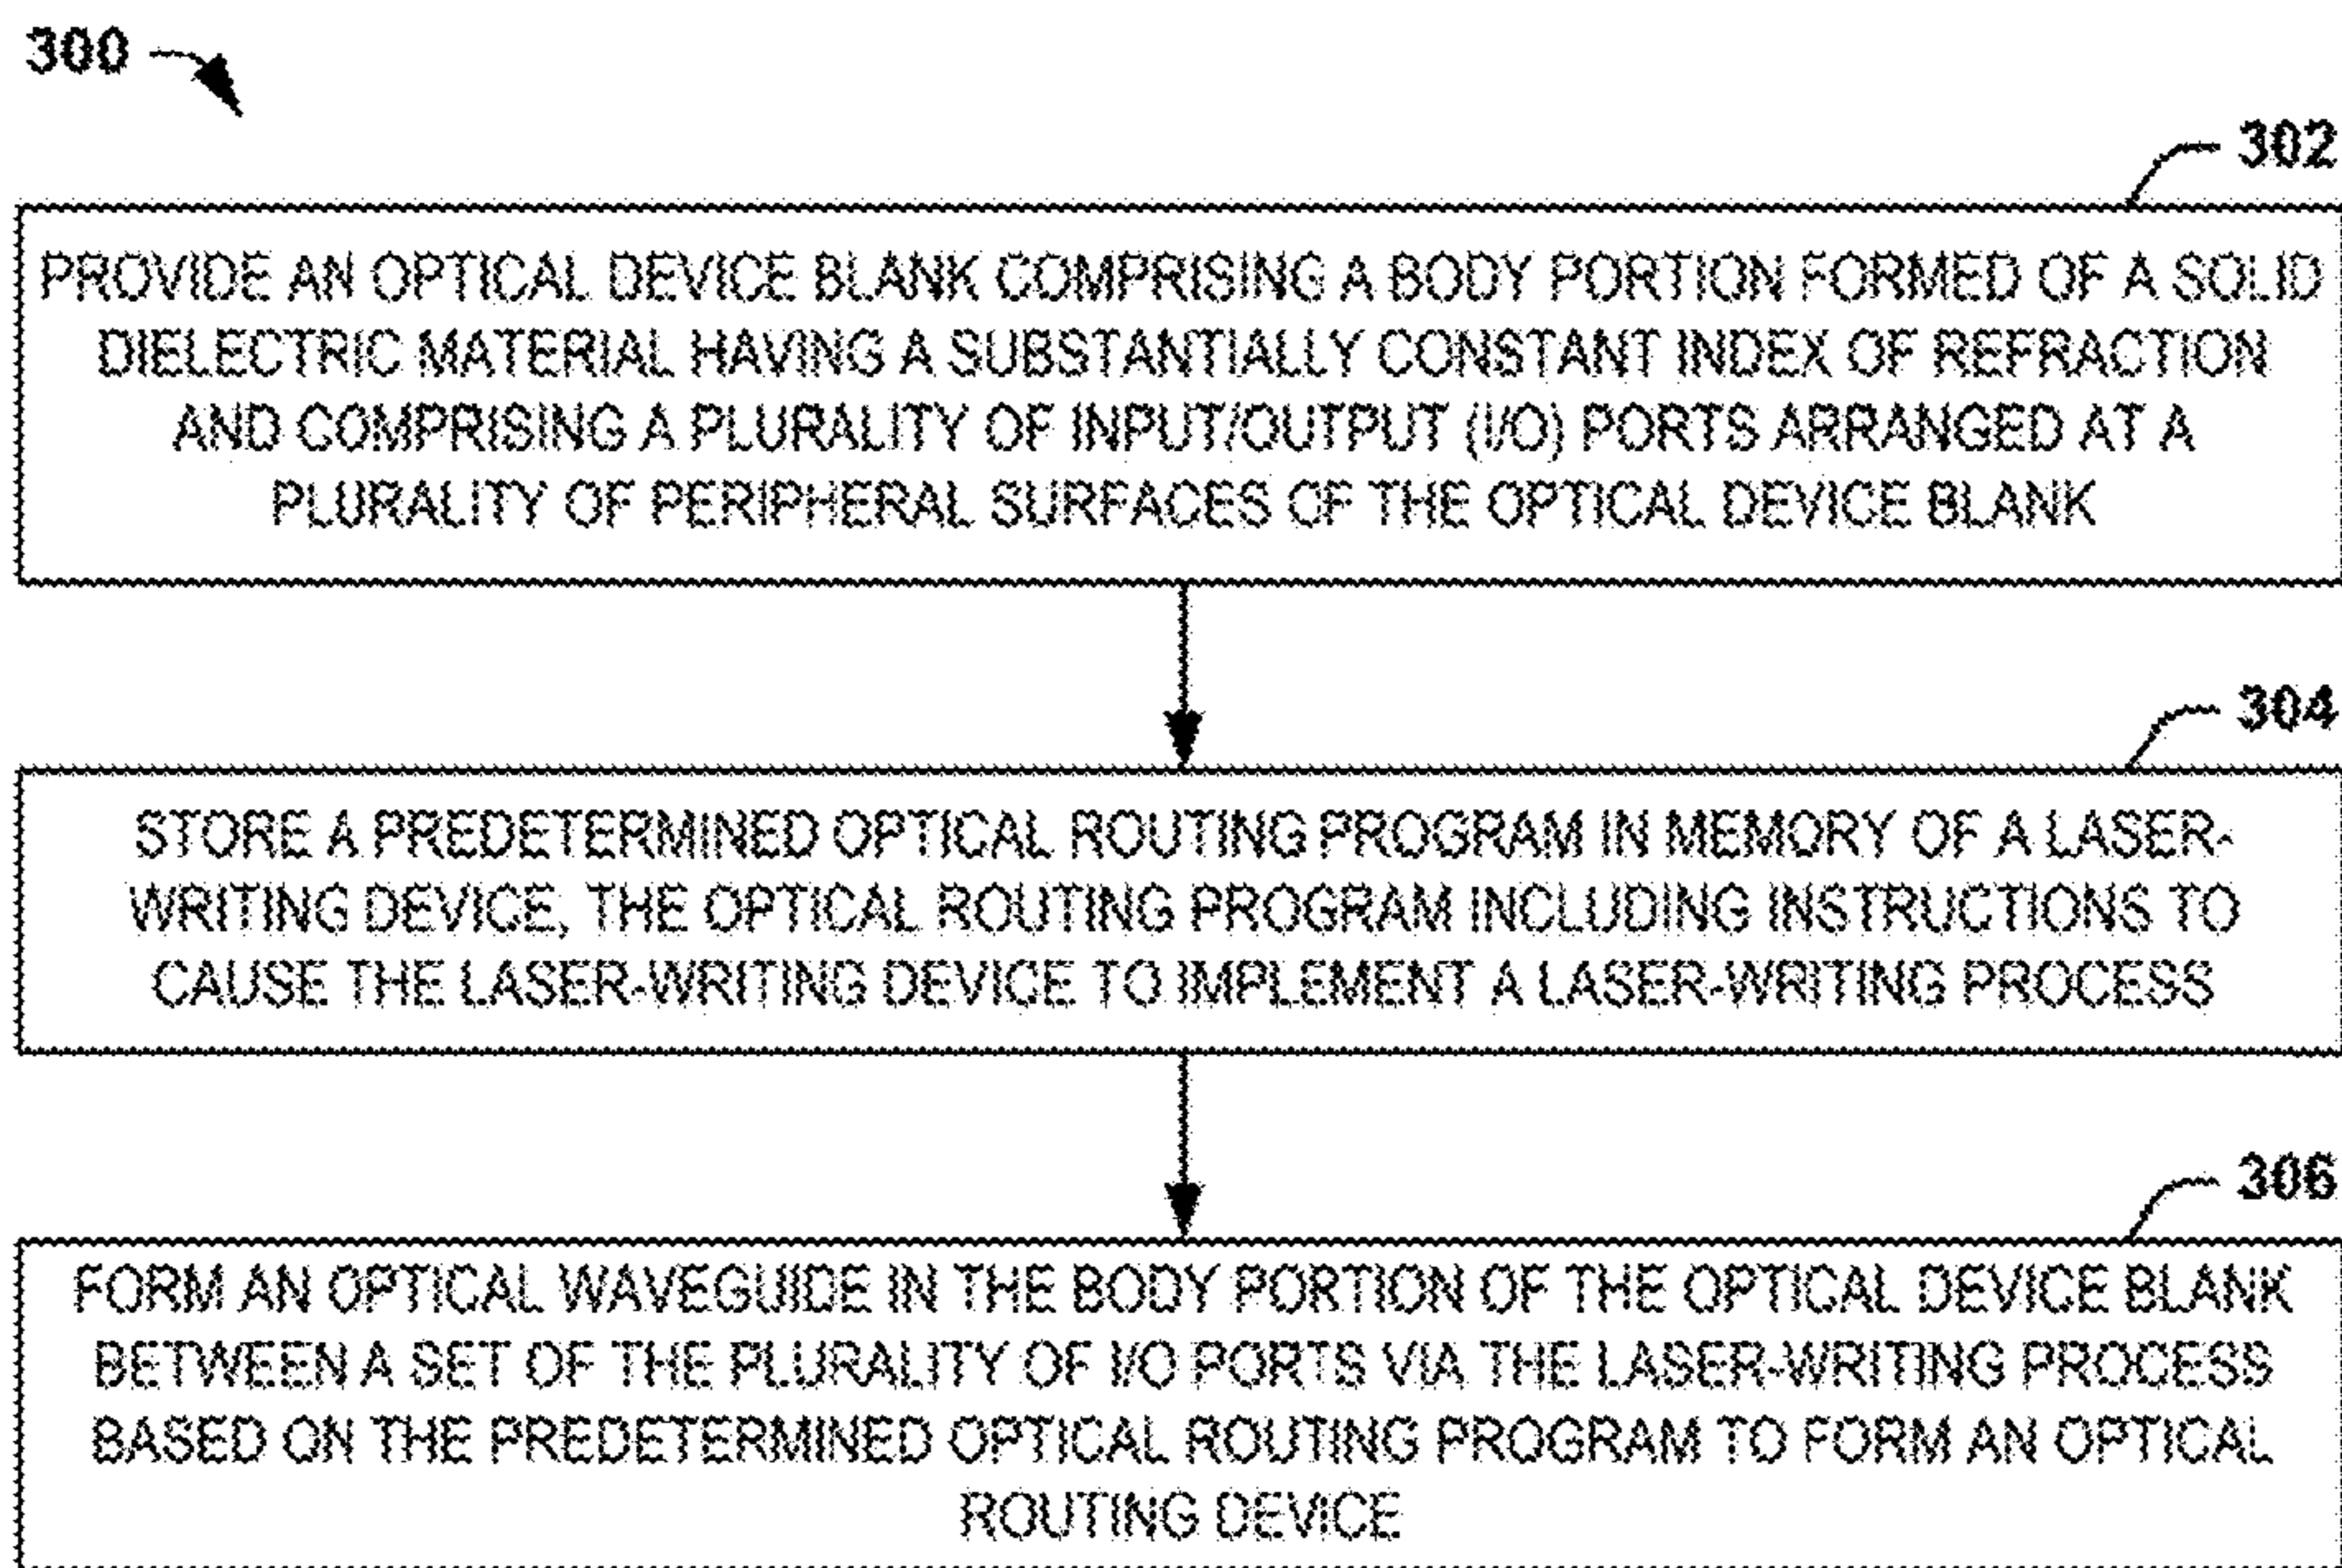 300
302
PROVIDE AN OPTICAL DEVICE BLANK COMPRISING A BODY PORTION FORMED OF A SOLID
DIELECTRIC MATERIAL HAVING A SUBSTANTIALLY CONSTANT INDEX OF REFRACTION
AND COMPRISING A PLURALITY OF INPUT/OUTPUT (I/O) PORTS ARRANGED AT A
PLURALITY OF PERIPHERAL SURFACES OF THE OPTICAL DEVICE BLANK
304
STORE A PREDETERMINED OPTICAL ROUTING PROGRAM IN MEMORY OF A LASER-
WRITING DEVICE, THE OPTICAL ROUTING PROGRAM INCLUDING INSTRUCTIONS TO
CAUSE THE LASER-WRITING DEVICE TO IMPLEMENT A LASER-WRITING PROCESS
306
FORM AN OPTICAL WAVEGUIDE IN THE BODY PORTION OF THE OPTICAL DEVICE BLANK
BETWEEN A SET OF THE PLURALITY OF I/O PORTS VIA THE LASER-WRITING PROCESS
BASED ON THE PREDETERMINED OPTICAL ROUTING PROGRAM TO FORM AN OPTICAL
ROUTING DEVICE